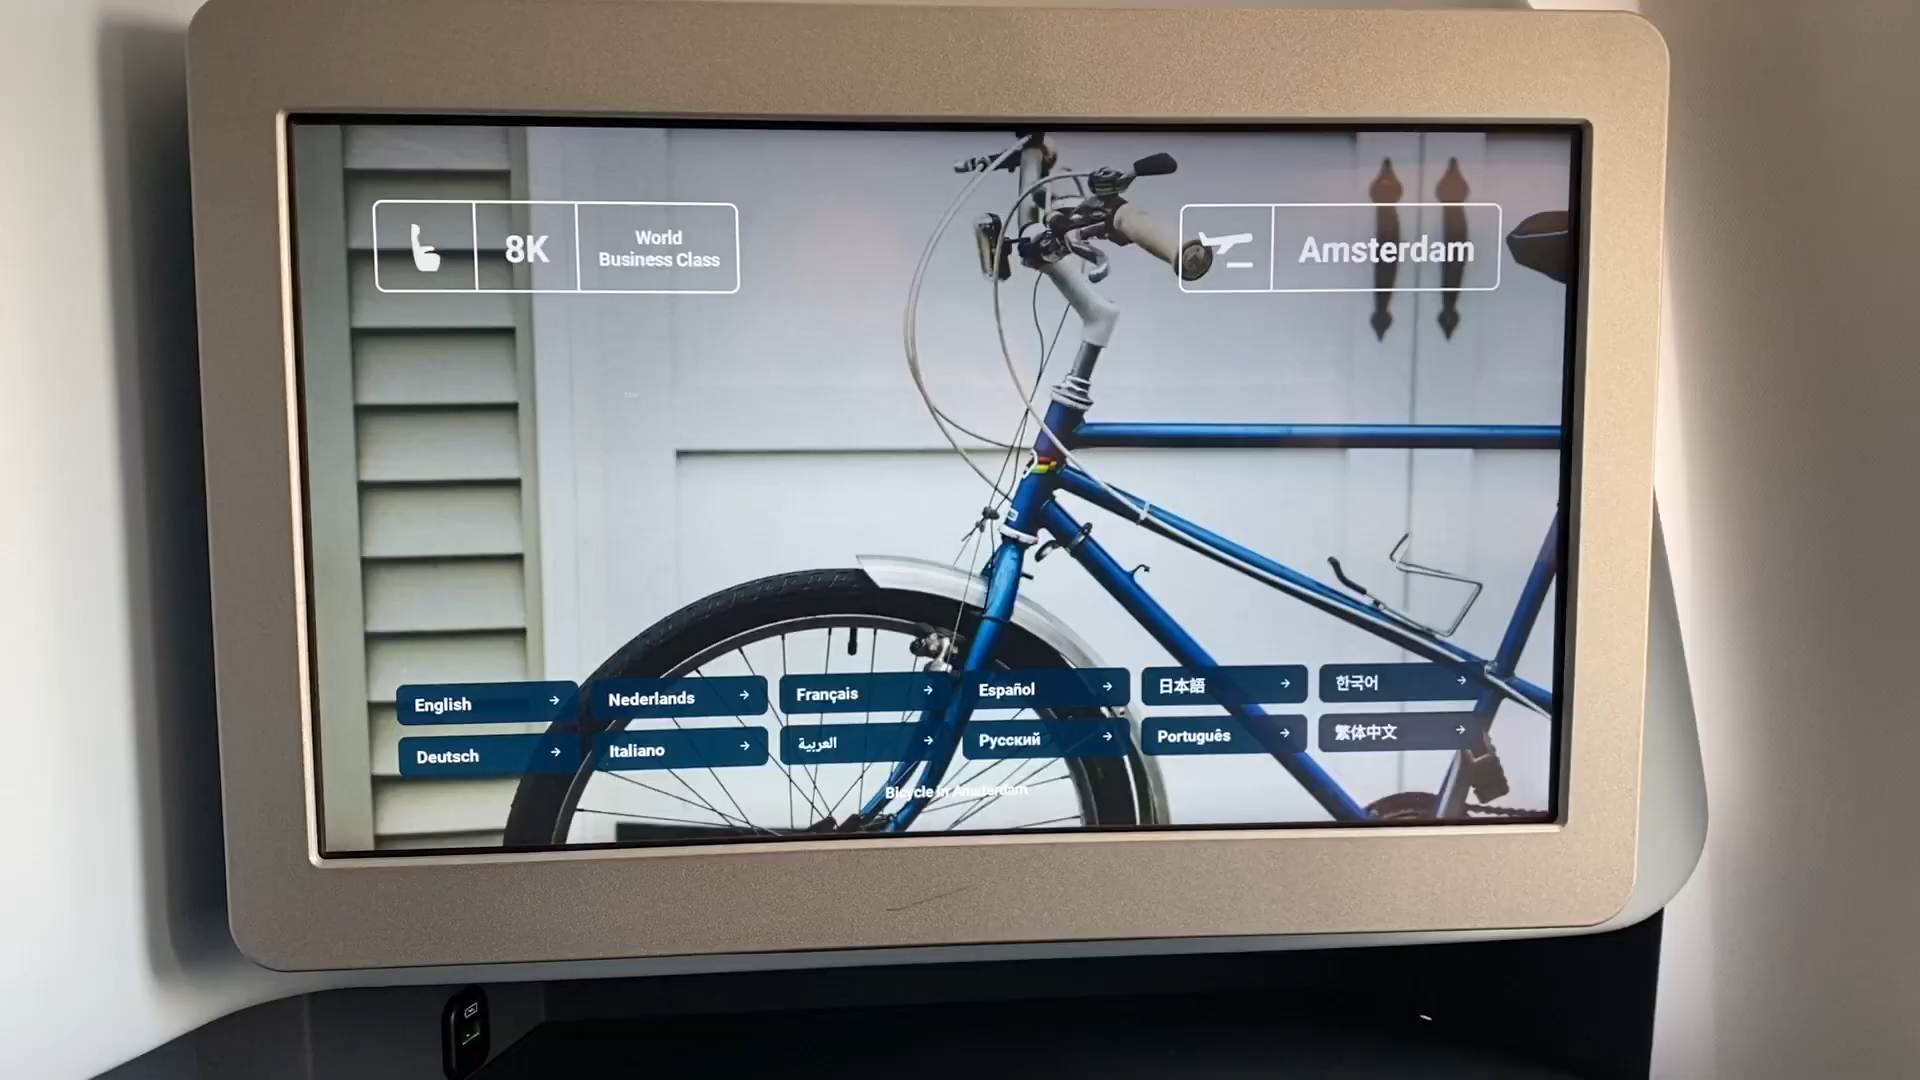 8K
World
Business Class
Amsterdam
English
Nederlands
Français
Español
日本語
한국어
Deutsch
Italiano
العربية
Русский
Português
繁体中文
Bicycle in Amsterdam